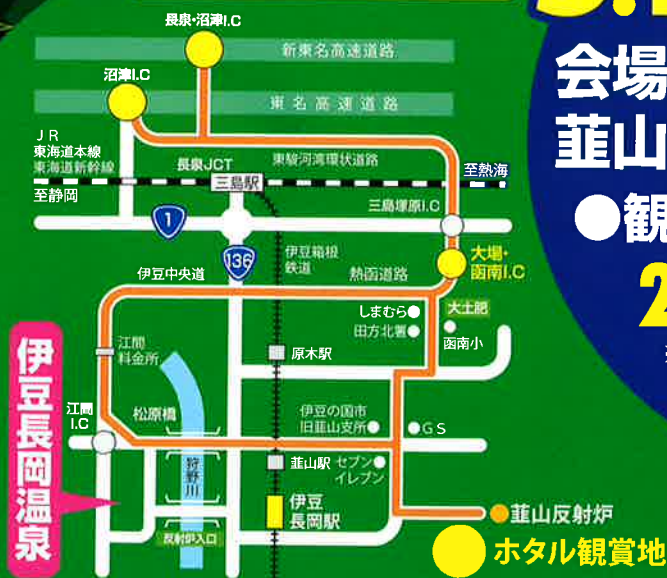 長泉・沼津I.C
新東名高速道路
沼津I.C
東名高速道路
会場
韮山
●観
2
JR
東海道本線
東海道新幹線
長泉JCT
東駿河湾環状道路
三島駅
至熱海
至静岡
三島塚原I.C
1
136
伊豆箱根
鉄道
大場・
函南I.C
伊豆中央道
熱函道路
しまむら
大土肥
田方北署
函南小
江間
料金所
原木駅
伊豆長岡温泉
江間
I.C
松原橋
伊豆の国市
旧韮山支所
GS
狩野川
韮山駅
セブン
イレブン
伊豆
長岡駅
韮山反射炉
反射炉入口
ホタル観賞地